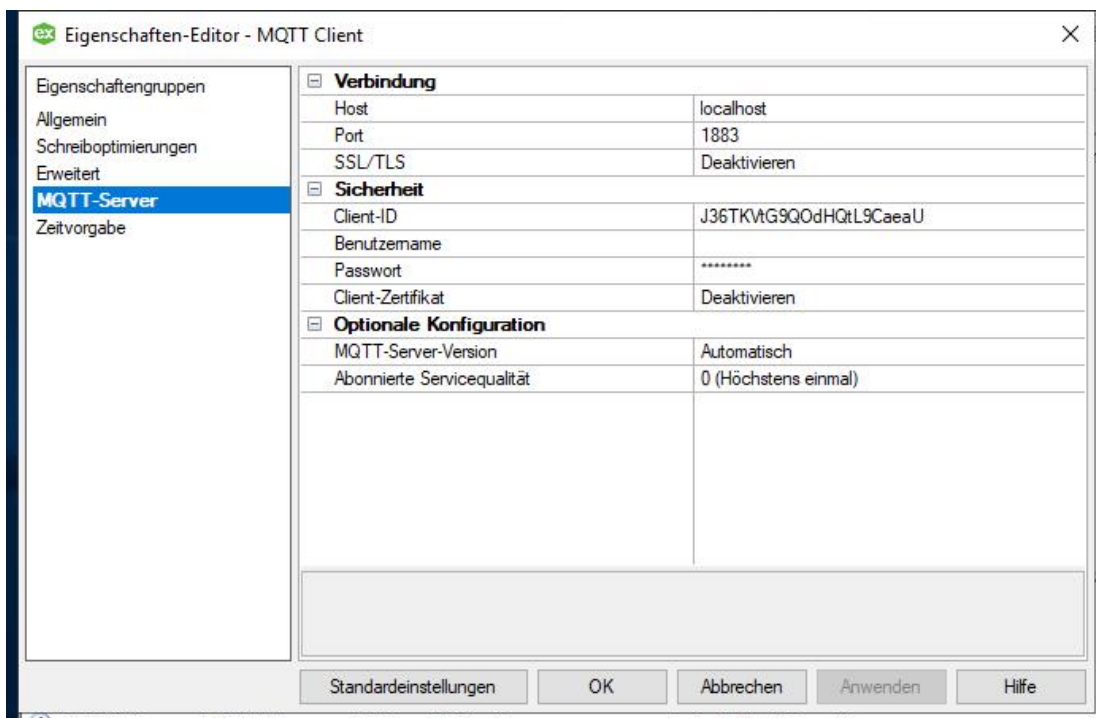 ex Eigenschaften-Editor - MQTT Client
Eigenschaftengruppen
Allgemein
Schreiboptimierungen
Erweitert
MQTT-Server
Zeitvorgabe
Verbindung
Host localhost
Port 1883
SSL/TLS Deaktivieren
Sicherheit
Client-ID J36TKVtG9QOdHQtL9CaeaU
Benutzername
Passwort ********
Client-Zertifikat Deaktivieren
Optionale Konfiguration
MQTT-Server-Version Automatisch
Abonnierte Servicequalität 0 (Höchstens einmal)
Standardeinstellungen OK Abbrechen Anwenden Hilfe